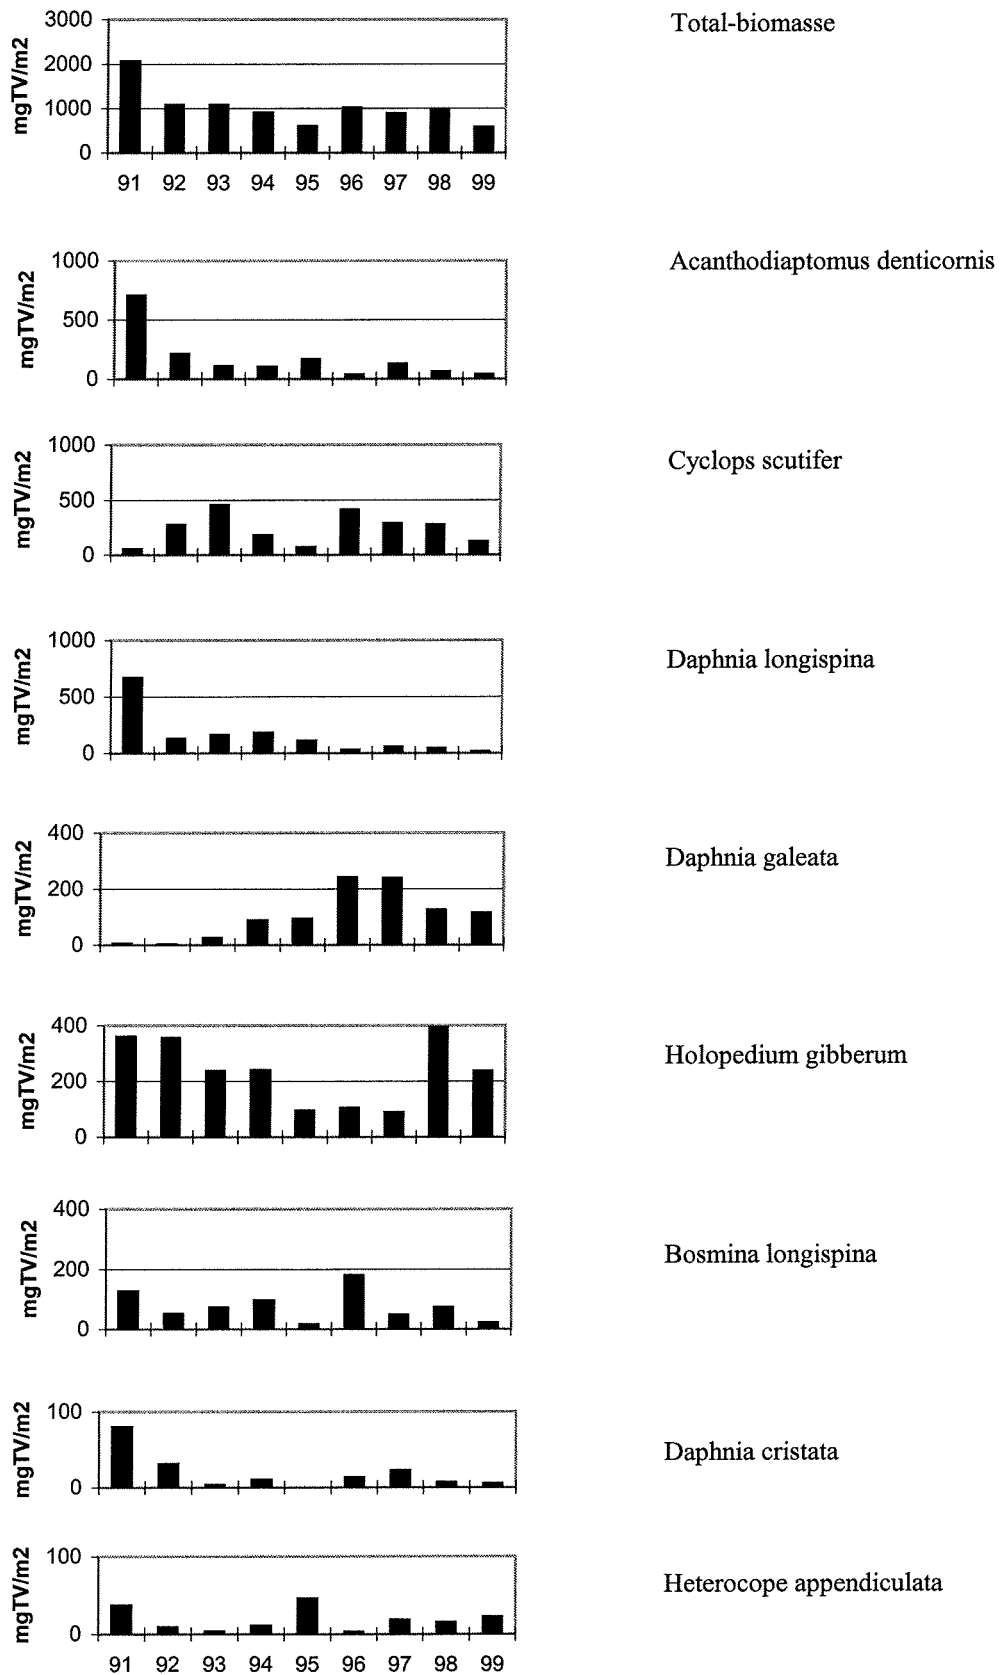 Total-biomasse
3000
2000
1000
0
mgTV/m2
91 92 93 94 95 96 97 98 99
Acanthodiaptomus denticornis
1000
500
0
mgTV/m2
Cyclops scutifer
1000
500
0
mgTV/m2
Daphnia longispina
1000
500
0
mgTV/m2
Daphnia galeata
400
200
0
mgTV/m2
Holopedium gibberum
400
200
0
mgTV/m2
Bosmina longispina
400
200
0
mgTV/m2
Daphnia cristata
100
0
mgTV/m2
Heterocope appendiculata
100
0
mgTV/m2
91 92 93 94 95 96 97 98 99